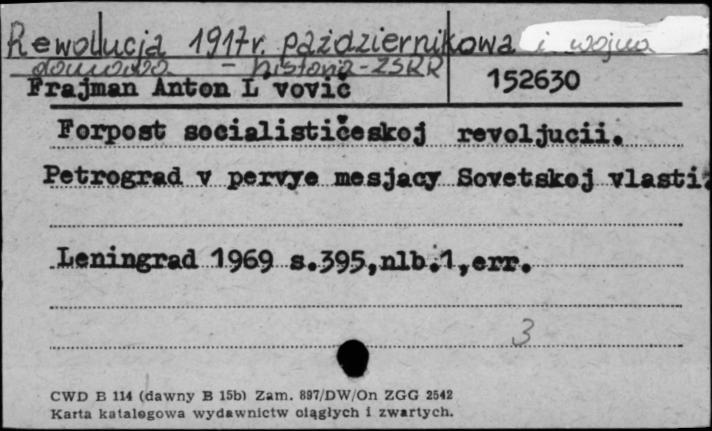 Rewolucja 1917r. październikowa i wojna
domowa - historia - ZSRR
Frajman Anton L vovič 152630
Forpost socialističeskoj revoljucii.
Petrograd v pervye mesjacy Sovetskoj vlasti.
Leningrad 1969 s.395,nlb.1,err.
3
CWD B 114 (dawny B 15b) Zam. 897/DW/On ZGG 2542
Karta katalogowa wydawnictw ciągłych i zwartych.